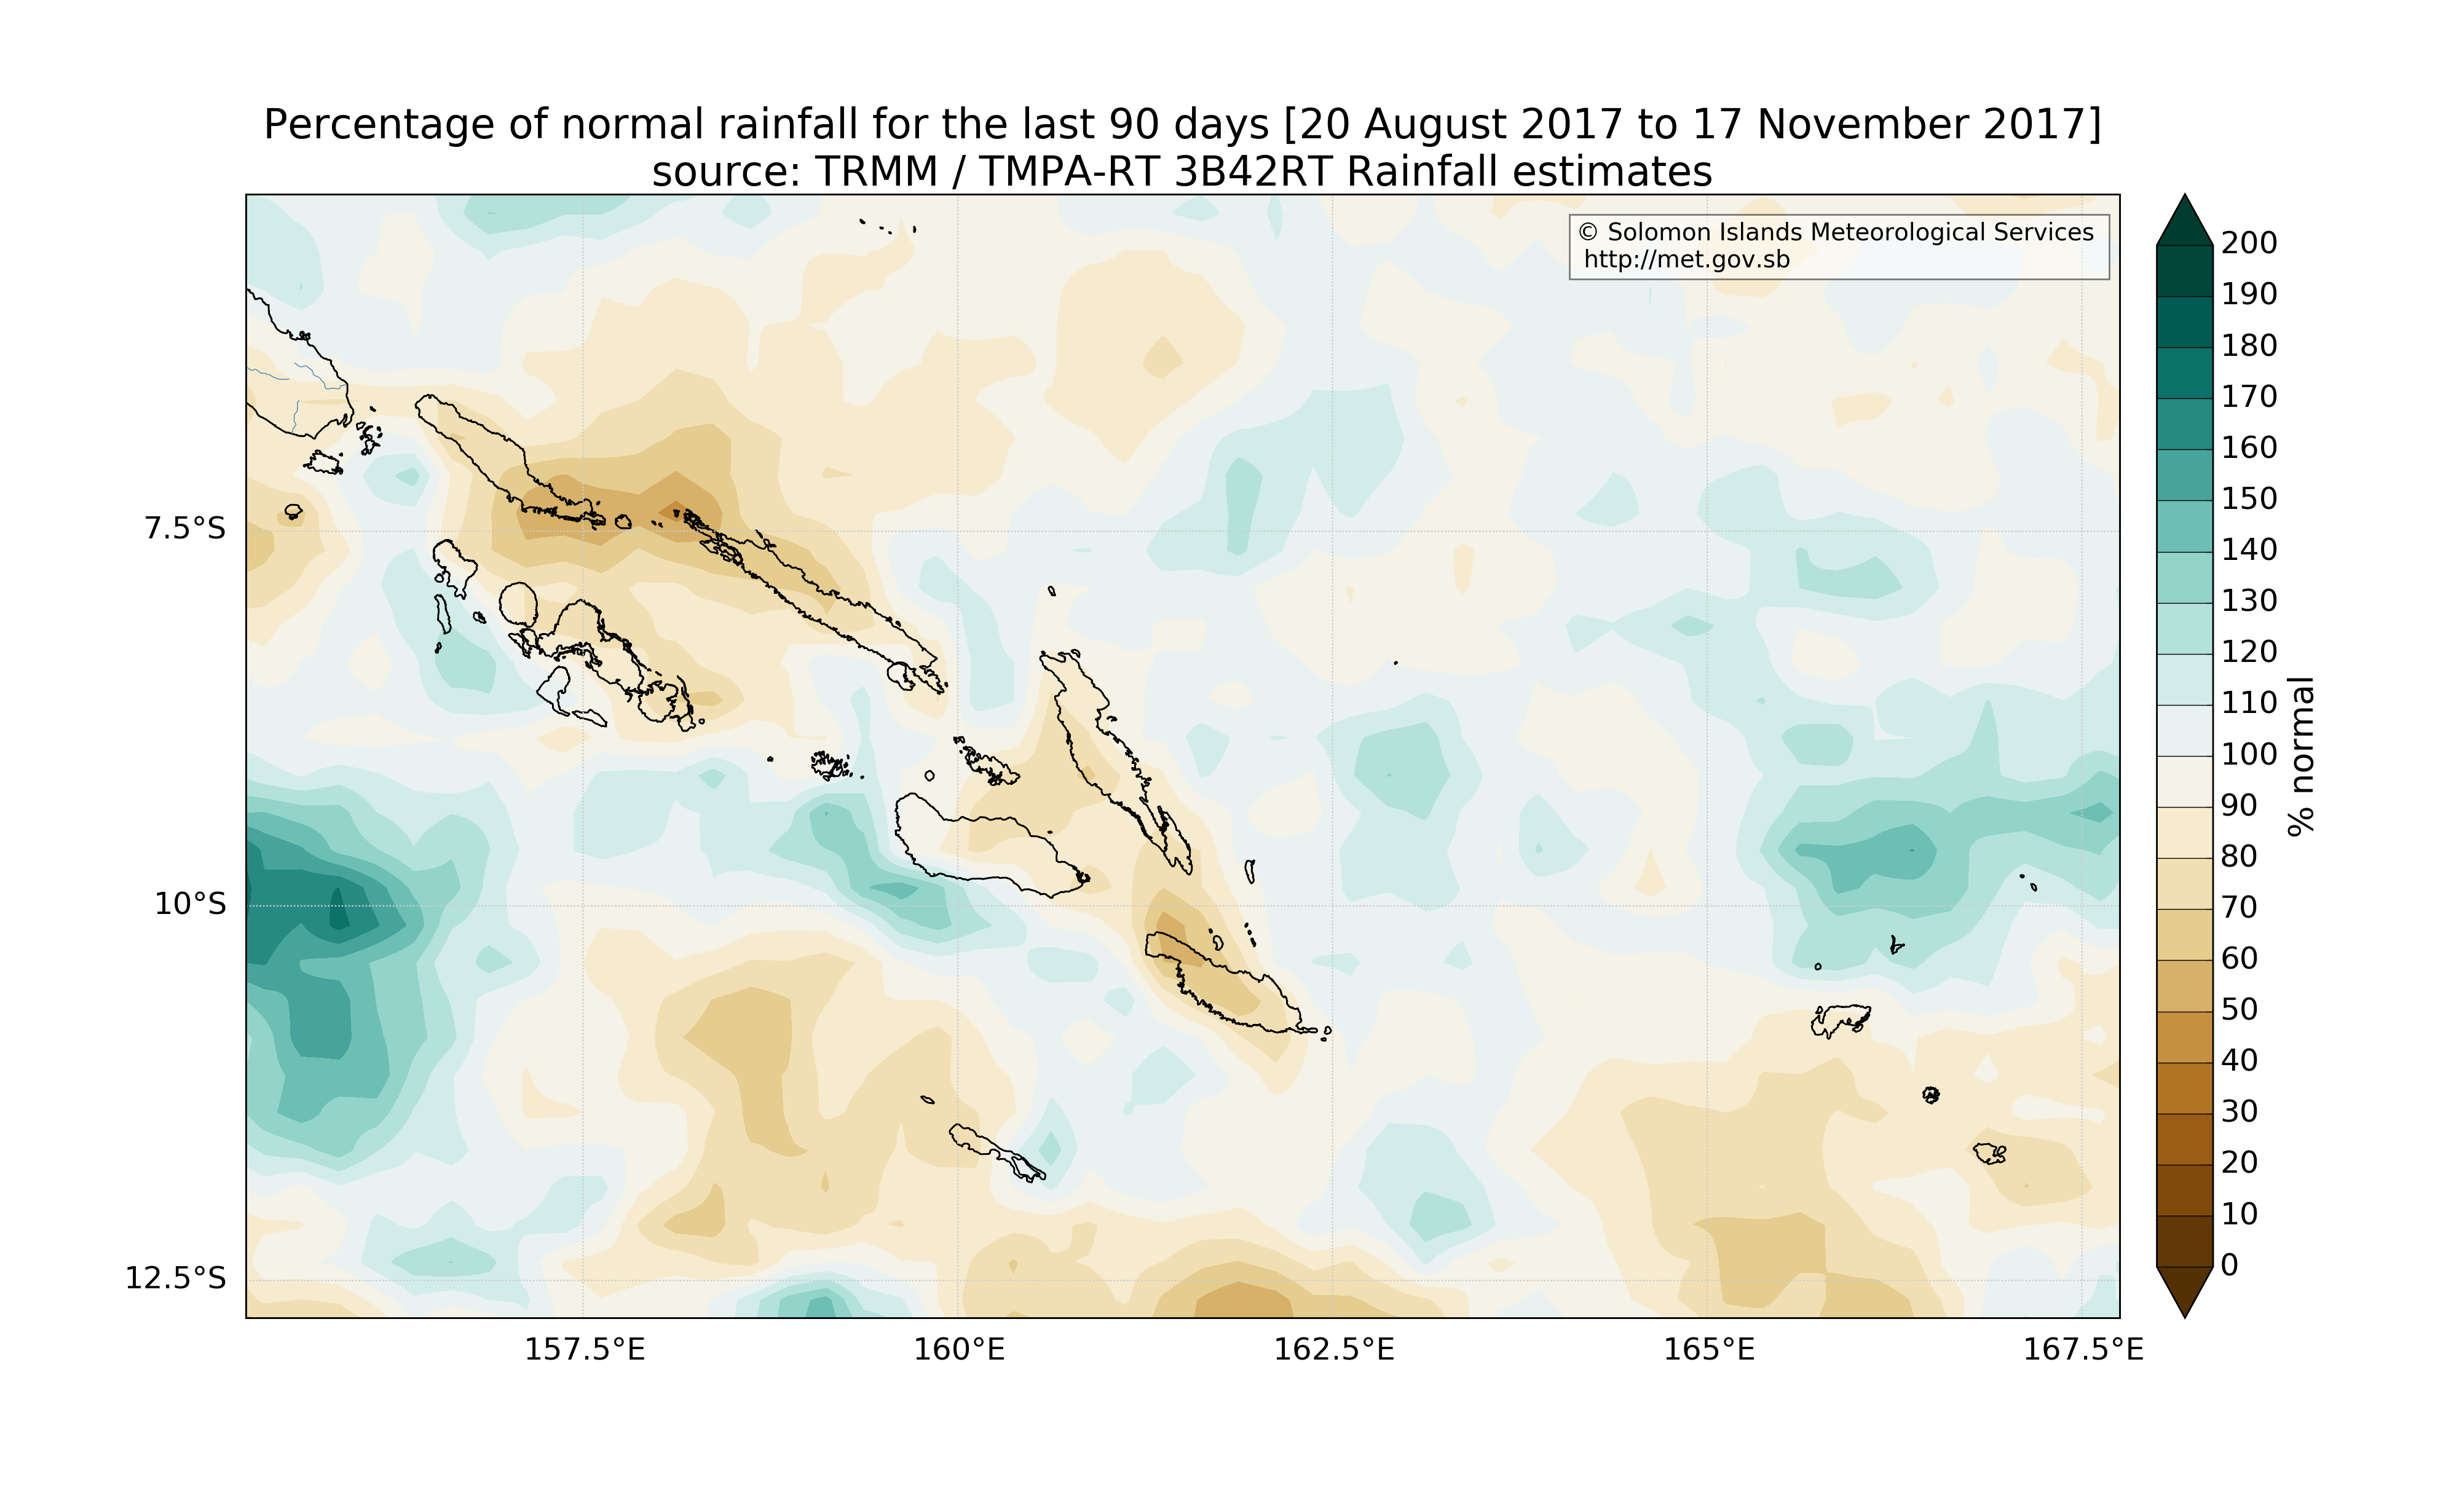 Percentage of normal rainfall for the last 90 days [20 August 2017 to 17 November 2017]
source: TRMM / TMPA-RT 3B42RT Rainfall estimates
© Solomon Islands Meteorological Services
http://met.gov.sb
7.5°S
10°S
12.5°S
157.5°E
160°E
162.5°E
165°E
167.5°E
200
190
180
170
160
150
140
130
120
110
100
90
80
70
60
50
40
30
20
10
0
% normal